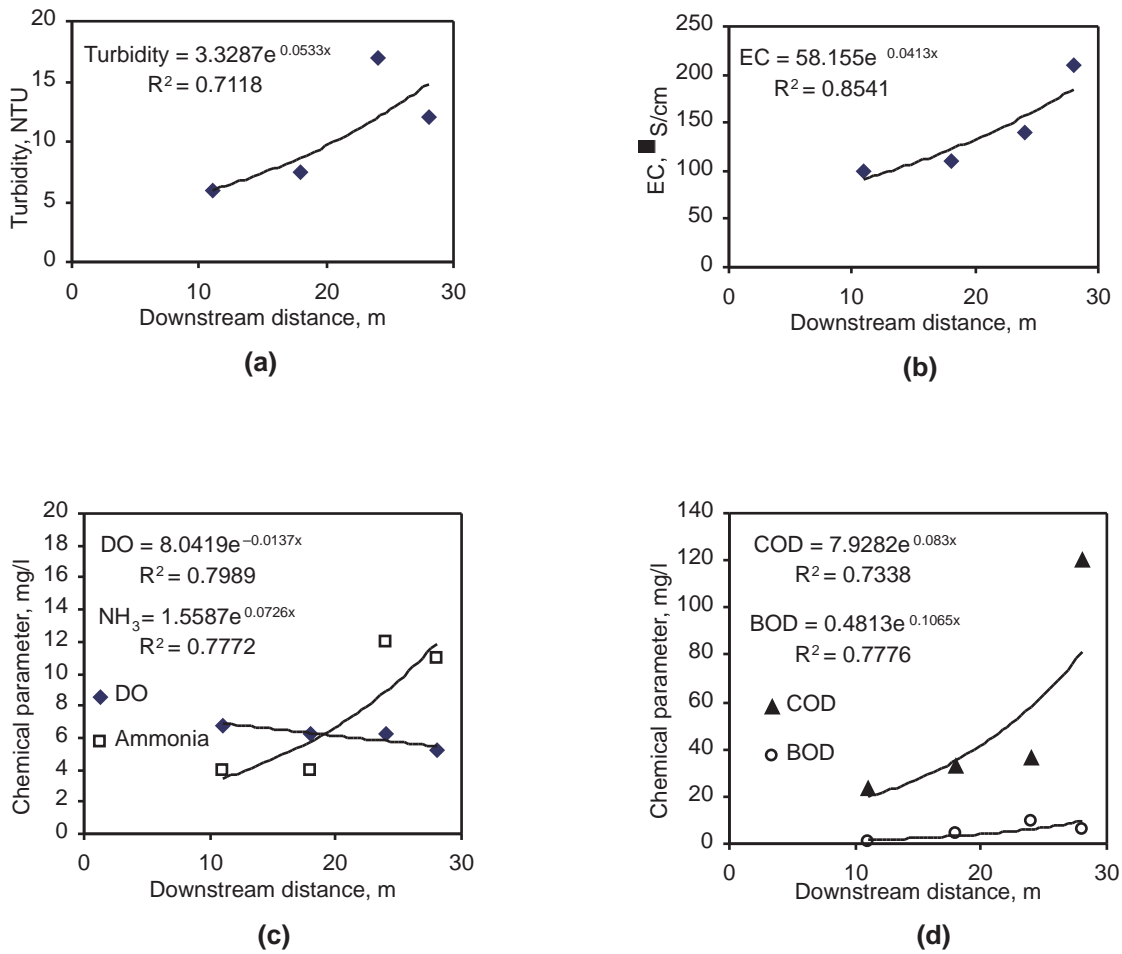 20
15
10
5
0
Turbidity, NTU
Turbidity = 3.3287e^0.0533x
R² = 0.7118
0 10 20 30
Downstream distance, m
(a)
250
200
150
100
50
0
EC, ■S/cm
EC = 58.155e^0.0413x
R² = 0.8541
0 10 20 30
Downstream distance, m
(b)
20
18
16
14
12
10
8
6
4
2
0
Chemical parameter, mg/l
DO = 8.0419e^–0.0137x
R² = 0.7989
NH₃= 1.5587e^0.0726x
R² = 0.7772
DO
Ammonia
0 10 20 30
Downstream distance, m
(c)
140
120
100
80
60
40
20
0
Chemical parameter, mg/l
COD = 7.9282e^0.083x
R² = 0.7338
BOD = 0.4813e^0.1065x
R² = 0.7776
COD
BOD
0 10 20 30
Downstream distance, m
(d)